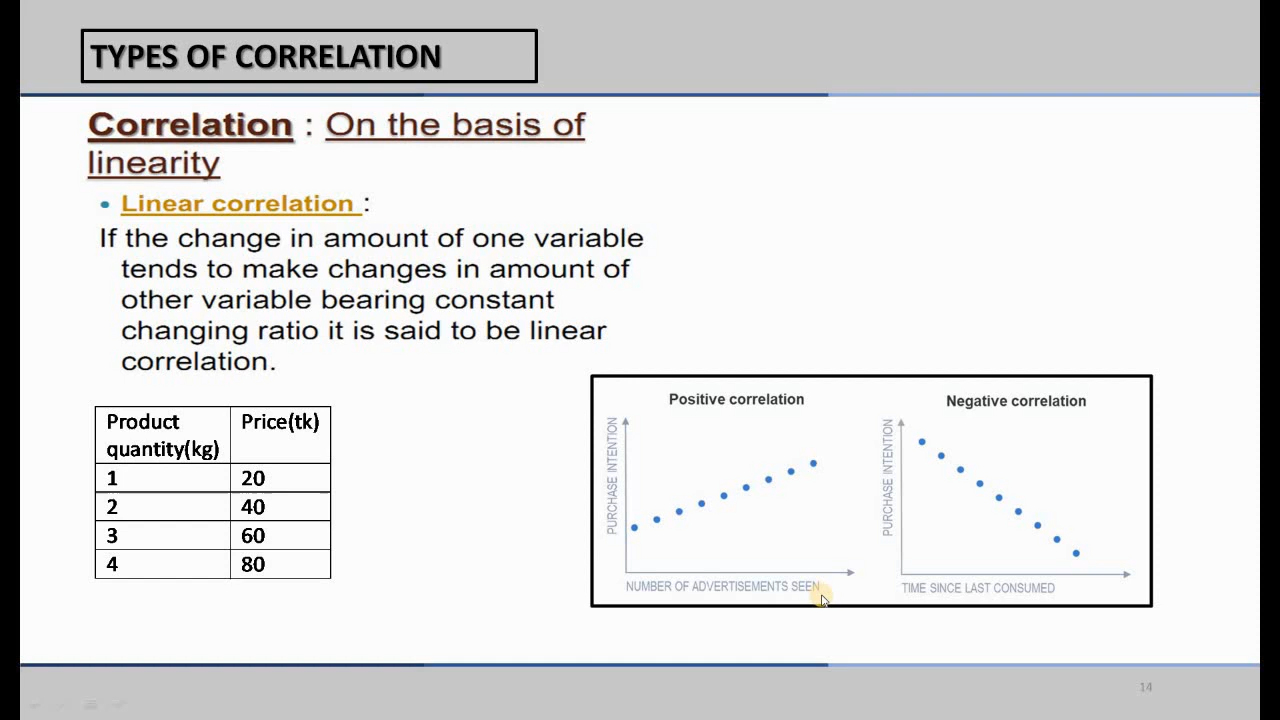 TYPES OF CORRELATION
Correlation : On the basis of
linearity
• Linear correlation :
If the change in amount of one variable
tends to make changes in amount of
other variable bearing constant
changing ratio it is said to be linear
correlation.
Product quantity(kg) Price(tk)
1 20
2 40
3 60
4 80
Positive correlation
PURCHASE INTENTION
NUMBER OF ADVERTISEMENTS SEEN
Negative correlation
PURCHASE INTENTION
TIME SINCE LAST CONSUMED
14